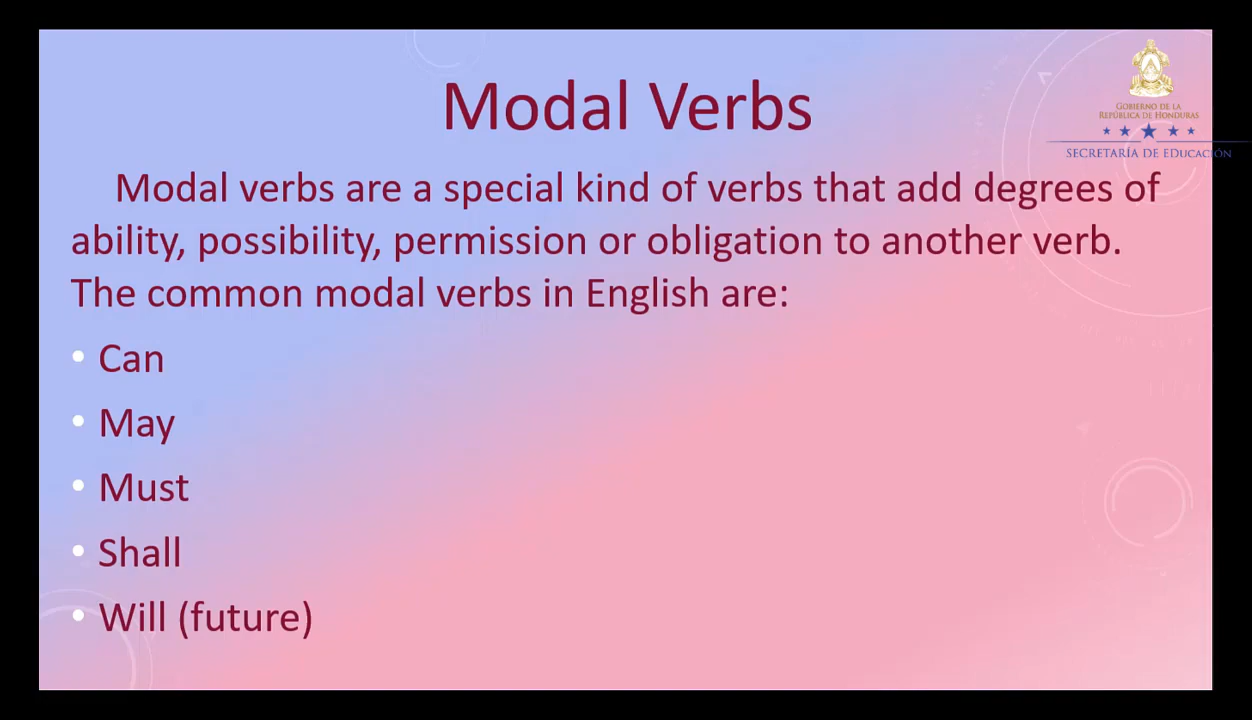 Modal Verbs
GOBIERNO DE LA
REPÚBLICA DE HONDURAS
SECRETARÍA DE EDUCACIÓN
Modal verbs are a special kind of verbs that add degrees of
ability, possibility, permission or obligation to another verb.
The common modal verbs in English are:
• Can
• May
• Must
• Shall
• Will (future)